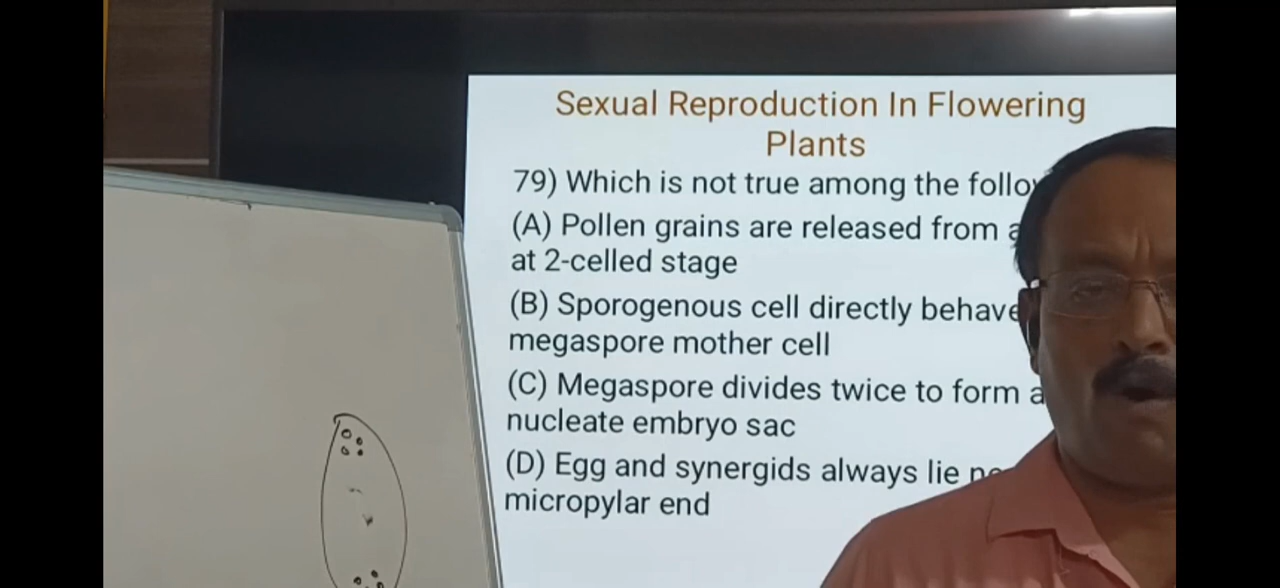 Sexual Reproduction In Flowering
Plants
79) Which is not true among the
(A) Pollen grains are released from
at 2-celled stage
(B) Sporogenous cell directly
megaspore mother cell
(C) Megaspore divides twice to form
nucleate embryo sac
(D) Egg and synergids always lie
micropylar end